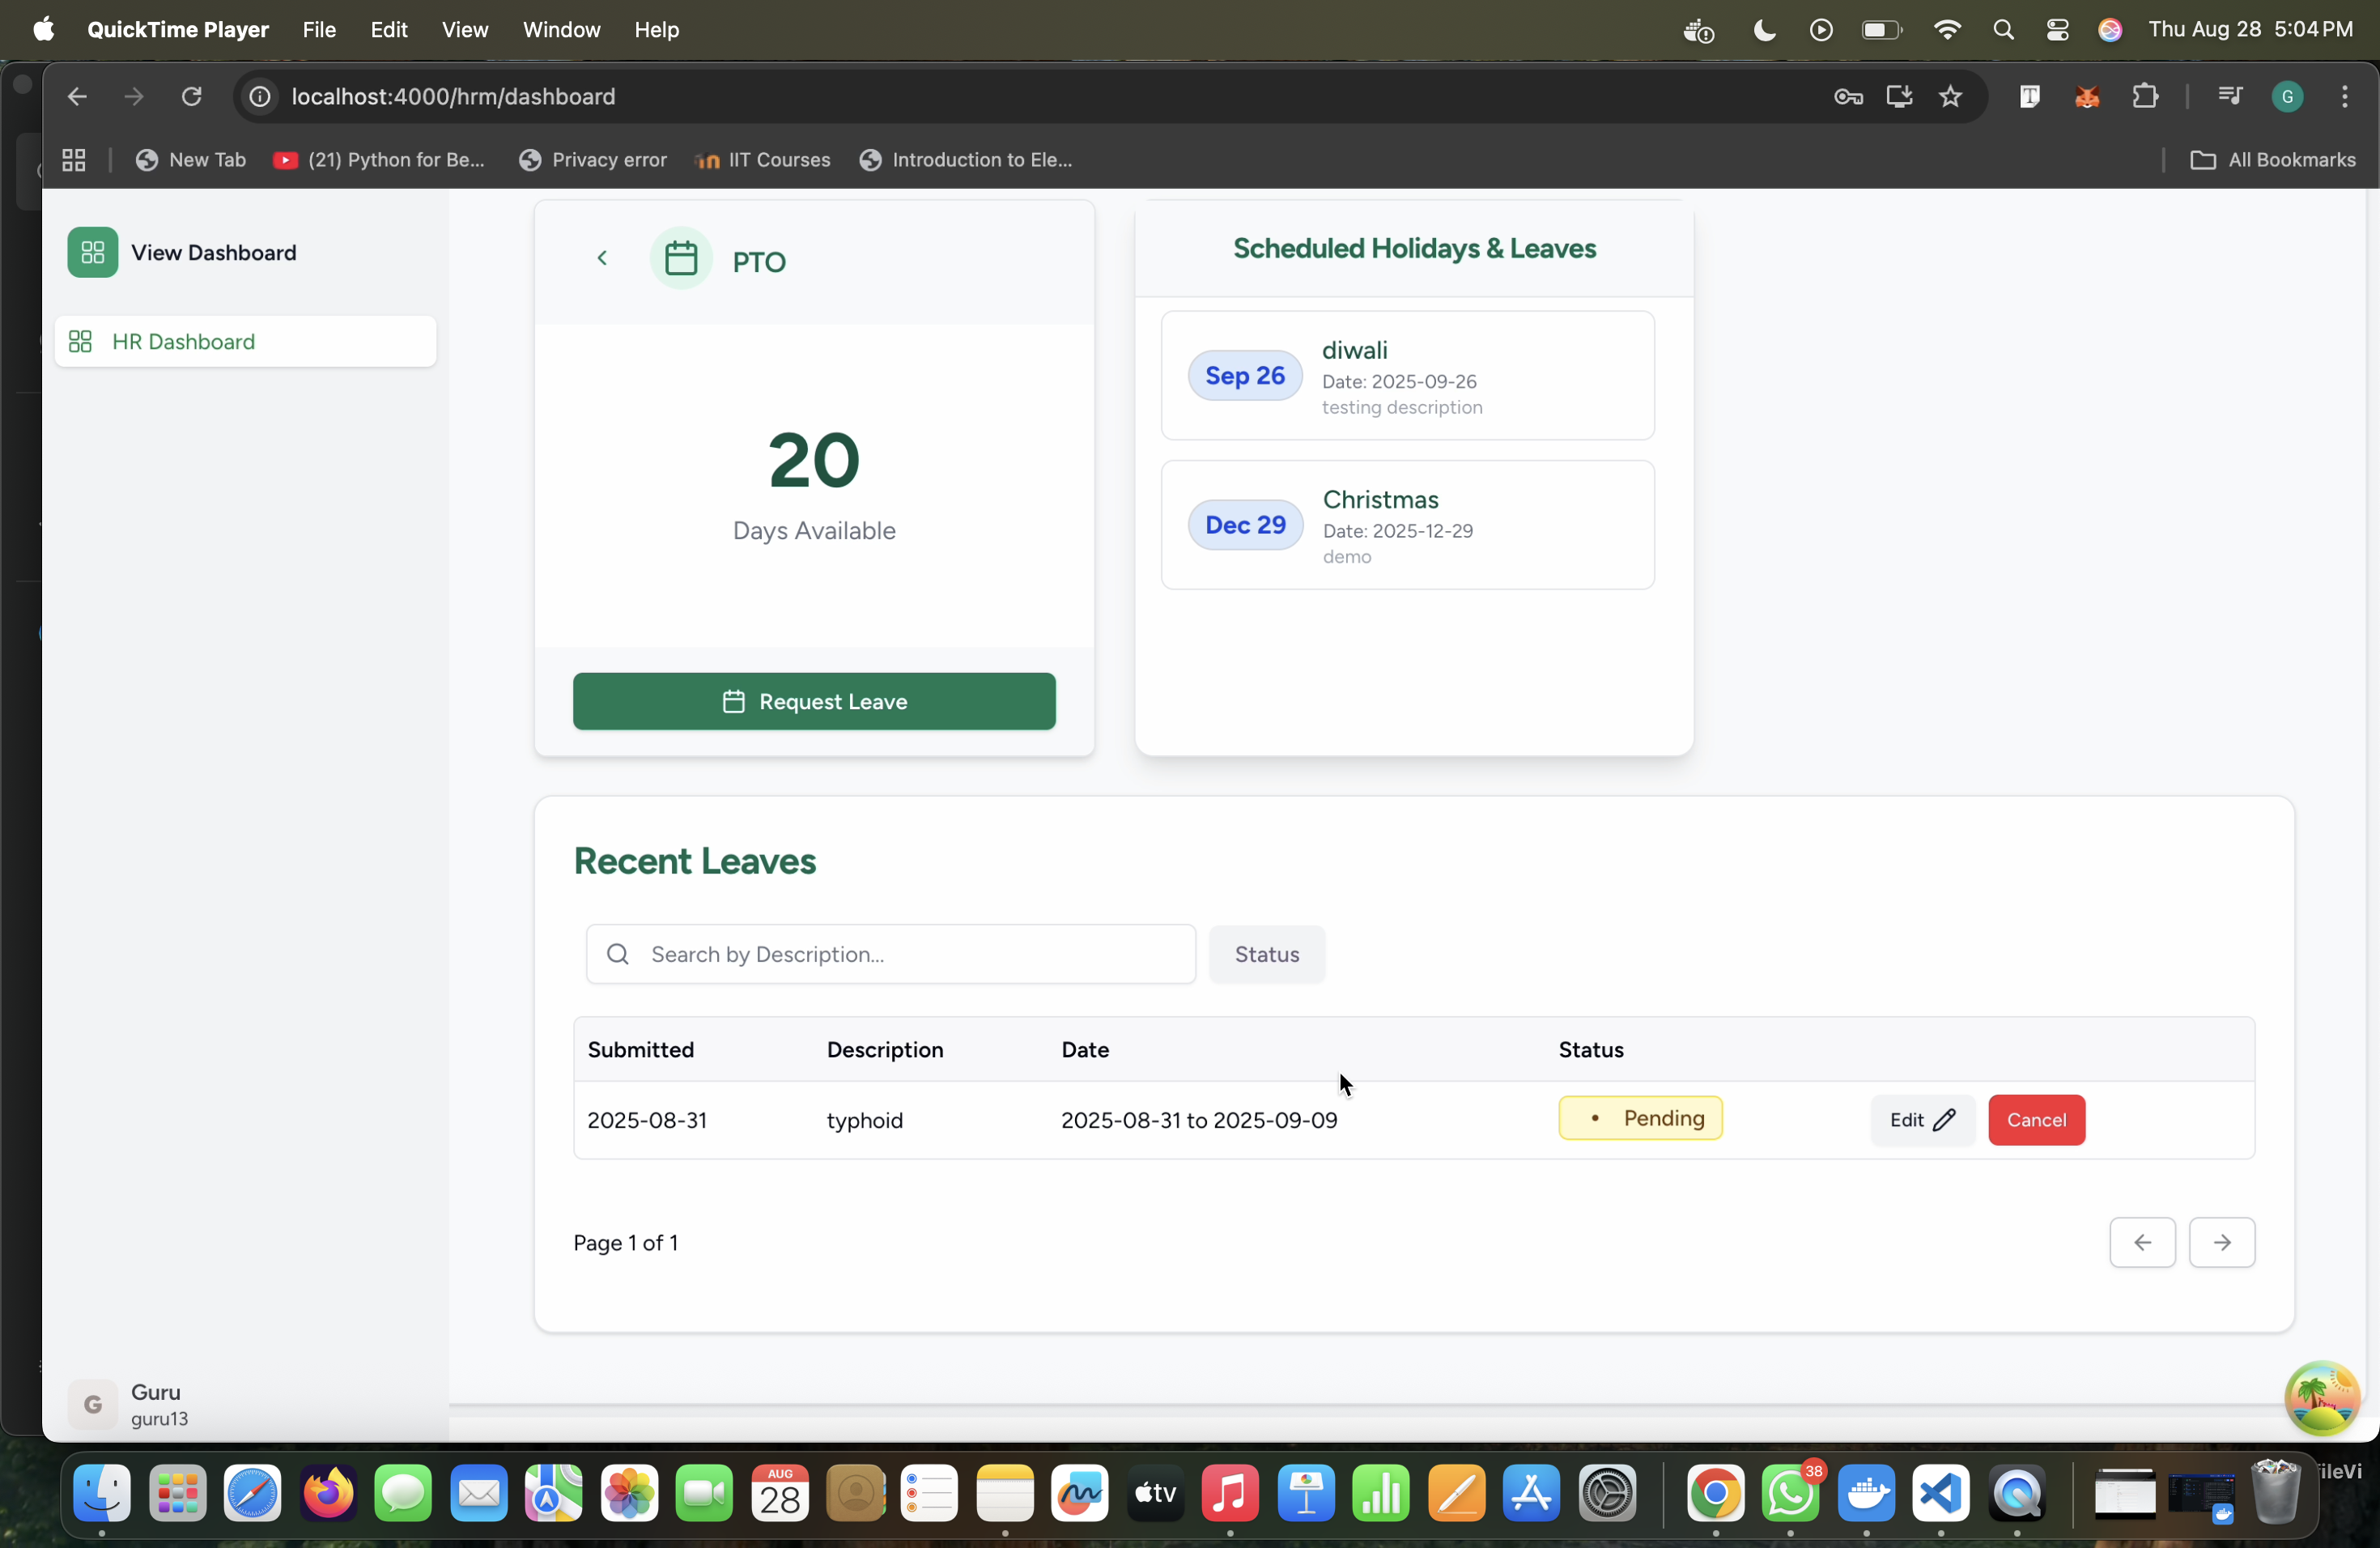 QuickTime Player File Edit View Window Help Thu Aug 28 5:04 PM
localhost:4000/hrm/dashboard G
New Tab (21) Python for Be... Privacy error IIT Courses Introduction to Ele... All Bookmarks
View Dashboard
HR Dashboard
PTO
20
Days Available
Request Leave
Scheduled Holidays & Leaves
Sep 26
diwali
Date: 2025-09-26
testing description
Dec 29
Christmas
Date: 2025-12-29
demo
Recent Leaves
Search by Description... Status
Submitted Description Date Status
2025-08-31 typhoid 2025-08-31 to 2025-09-09 • Pending Edit Cancel
Page 1 of 1
G
Guru
guru13
AUG
28
tv
38
ileVi